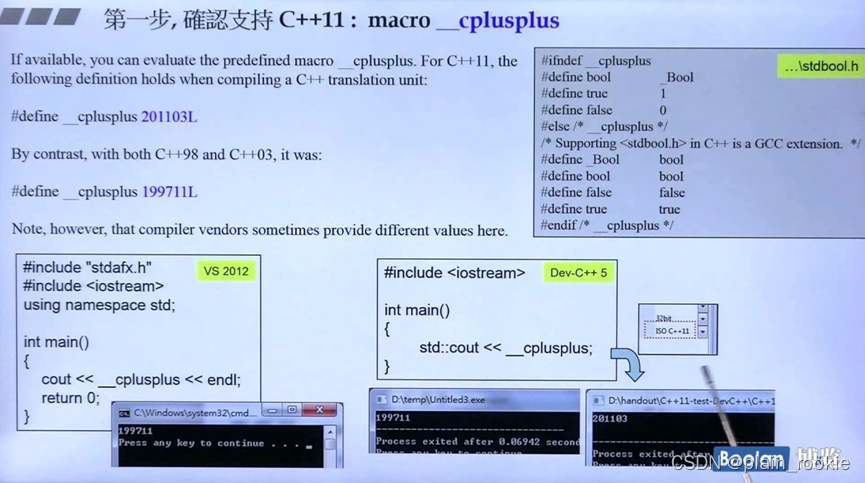 第一步, 確認支持 C++11 : macro __cplusplus
If available, you can evaluate the predefined macro __cplusplus. For C++11, the
following definition holds when compiling a C++ translation unit:
#define __cplusplus 201103L
By contrast, with both C++98 and C++03, it was:
#define __cplusplus 199711L
Note, however, that compiler vendors sometimes provide different values here.
…\stdbool.h
#ifndef __cplusplus
#define bool _Bool
#define true 1
#define false 0
#else /* __cplusplus */
/* Supporting <stdbool.h> in C++ is a GCC extension. */
#define _Bool bool
#define bool bool
#define false false
#define true true
#endif /* __cplusplus */
VS 2012
#include "stdafx.h"
#include <iostream>
using namespace std;
int main()
{
cout << __cplusplus << endl;
return 0;
}
C:\Windows\system32\cmd...
199711
Press any key to continue . . .
Dev-C++ 5
#include <iostream>
int main()
{
std::cout << __cplusplus;
}
32bit
ISO C++11
D:\temp\Untitled3.exe
199711
--------------------------------
Process exited after 0.06942 second
Press any key to continue
D:\handout\C++11-test-DevC++\C++1
201103
--------------------------------
Process exited after
Boolan 博览
CSDN @plain_rookie